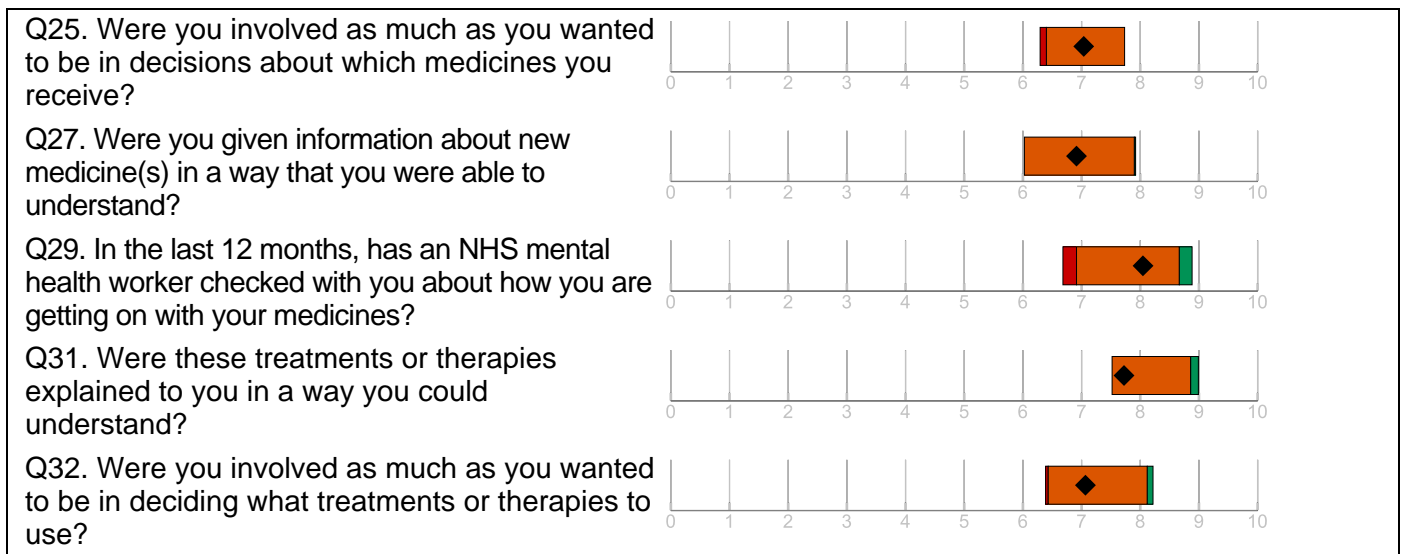 Q25. Were you involved as much as you wanted
to be in decisions about which medicines you
receive?
0 1 2 3 4 5 6 7 8 9 10
Q27. Were you given information about new
medicine(s) in a way that you were able to
understand?
0 1 2 3 4 5 6 7 8 9 10
Q29. In the last 12 months, has an NHS mental
health worker checked with you about how you are
getting on with your medicines?
0 1 2 3 4 5 6 7 8 9 10
Q31. Were these treatments or therapies
explained to you in a way you could
understand?
0 1 2 3 4 5 6 7 8 9 10
Q32. Were you involved as much as you wanted
to be in deciding what treatments or therapies to
use?
0 1 2 3 4 5 6 7 8 9 10